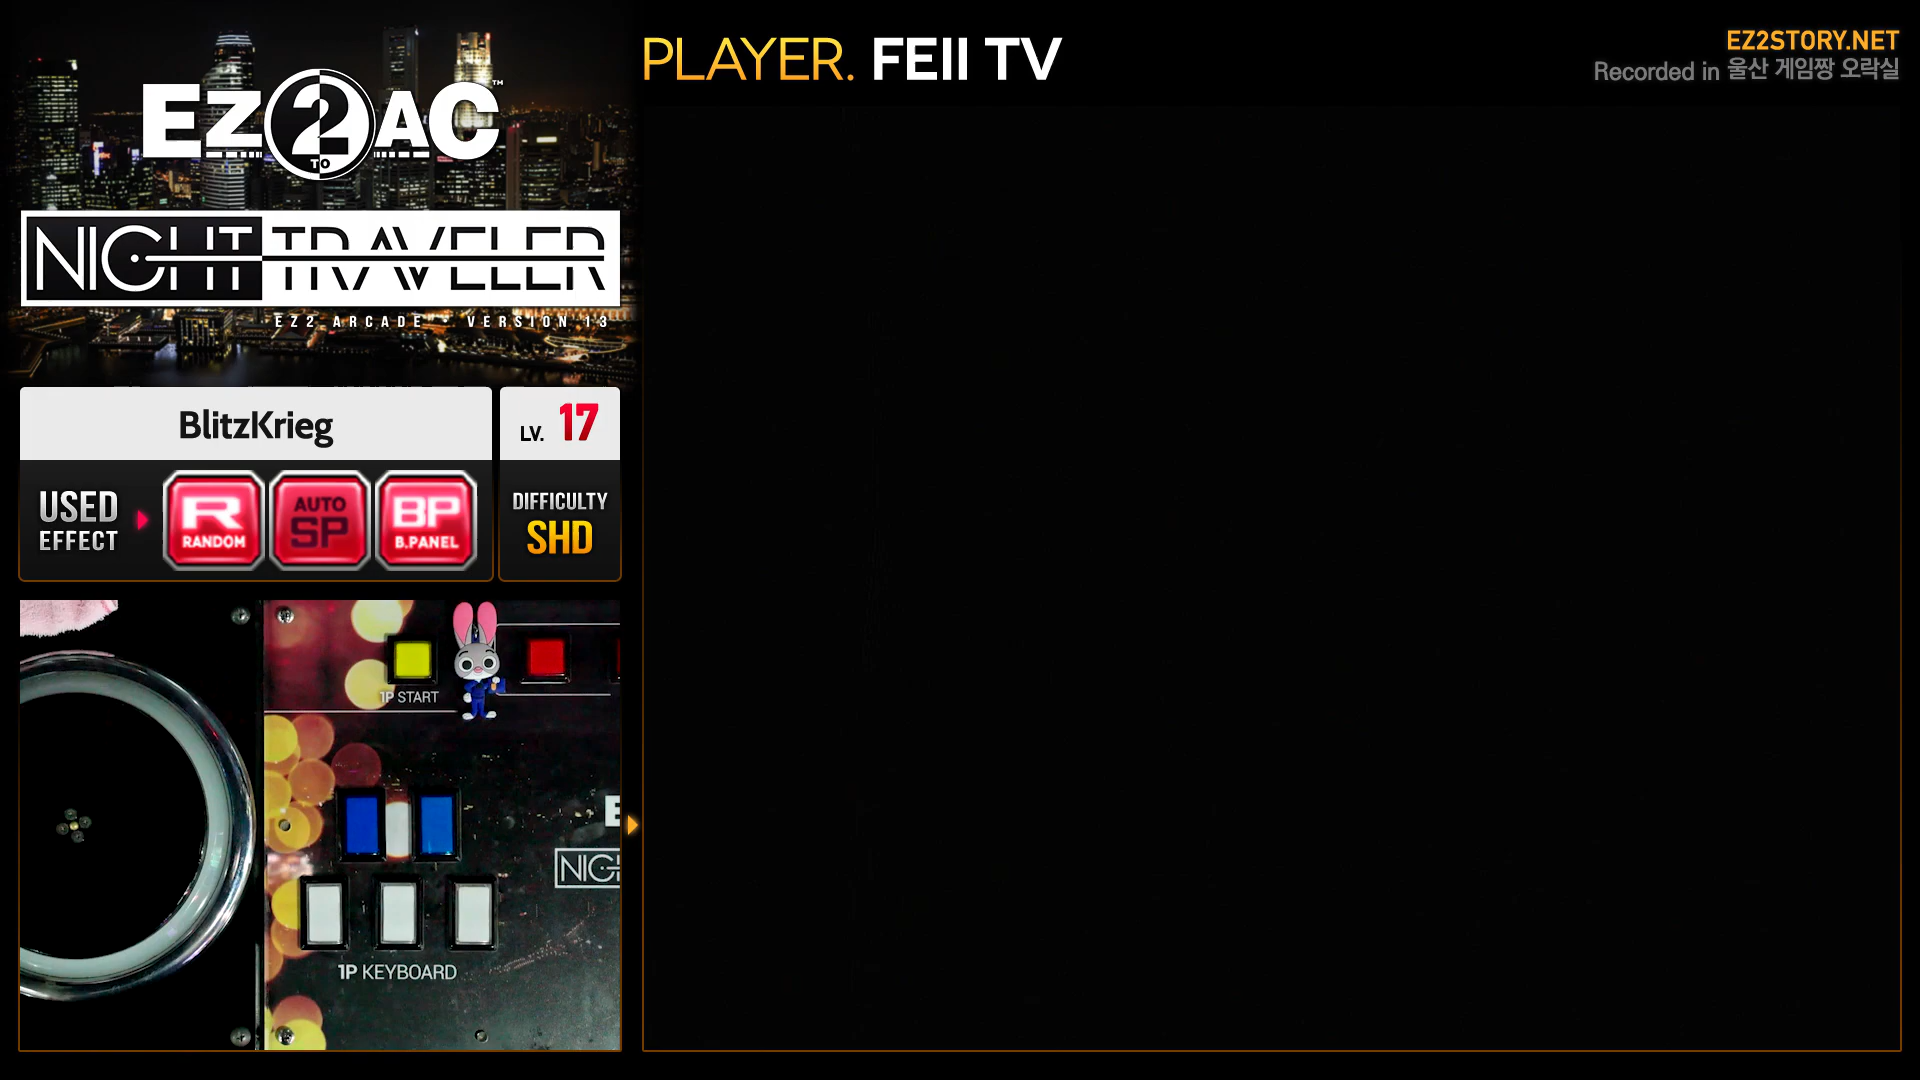 EZ2AC™
TO
NIGHT TRAVELER
EZ2 ARCADE • VERSION 13
BlitzKrieg
LV. 17
USED
EFFECT
R
RANDOM
AUTO
SP
BP
B.PANEL
DIFFICULTY
SHD
1P START
E
NIG
1P KEYBOARD
PLAYER. FEII TV
EZ2STORY.NET
Recorded in 울산 게임짱 오락실